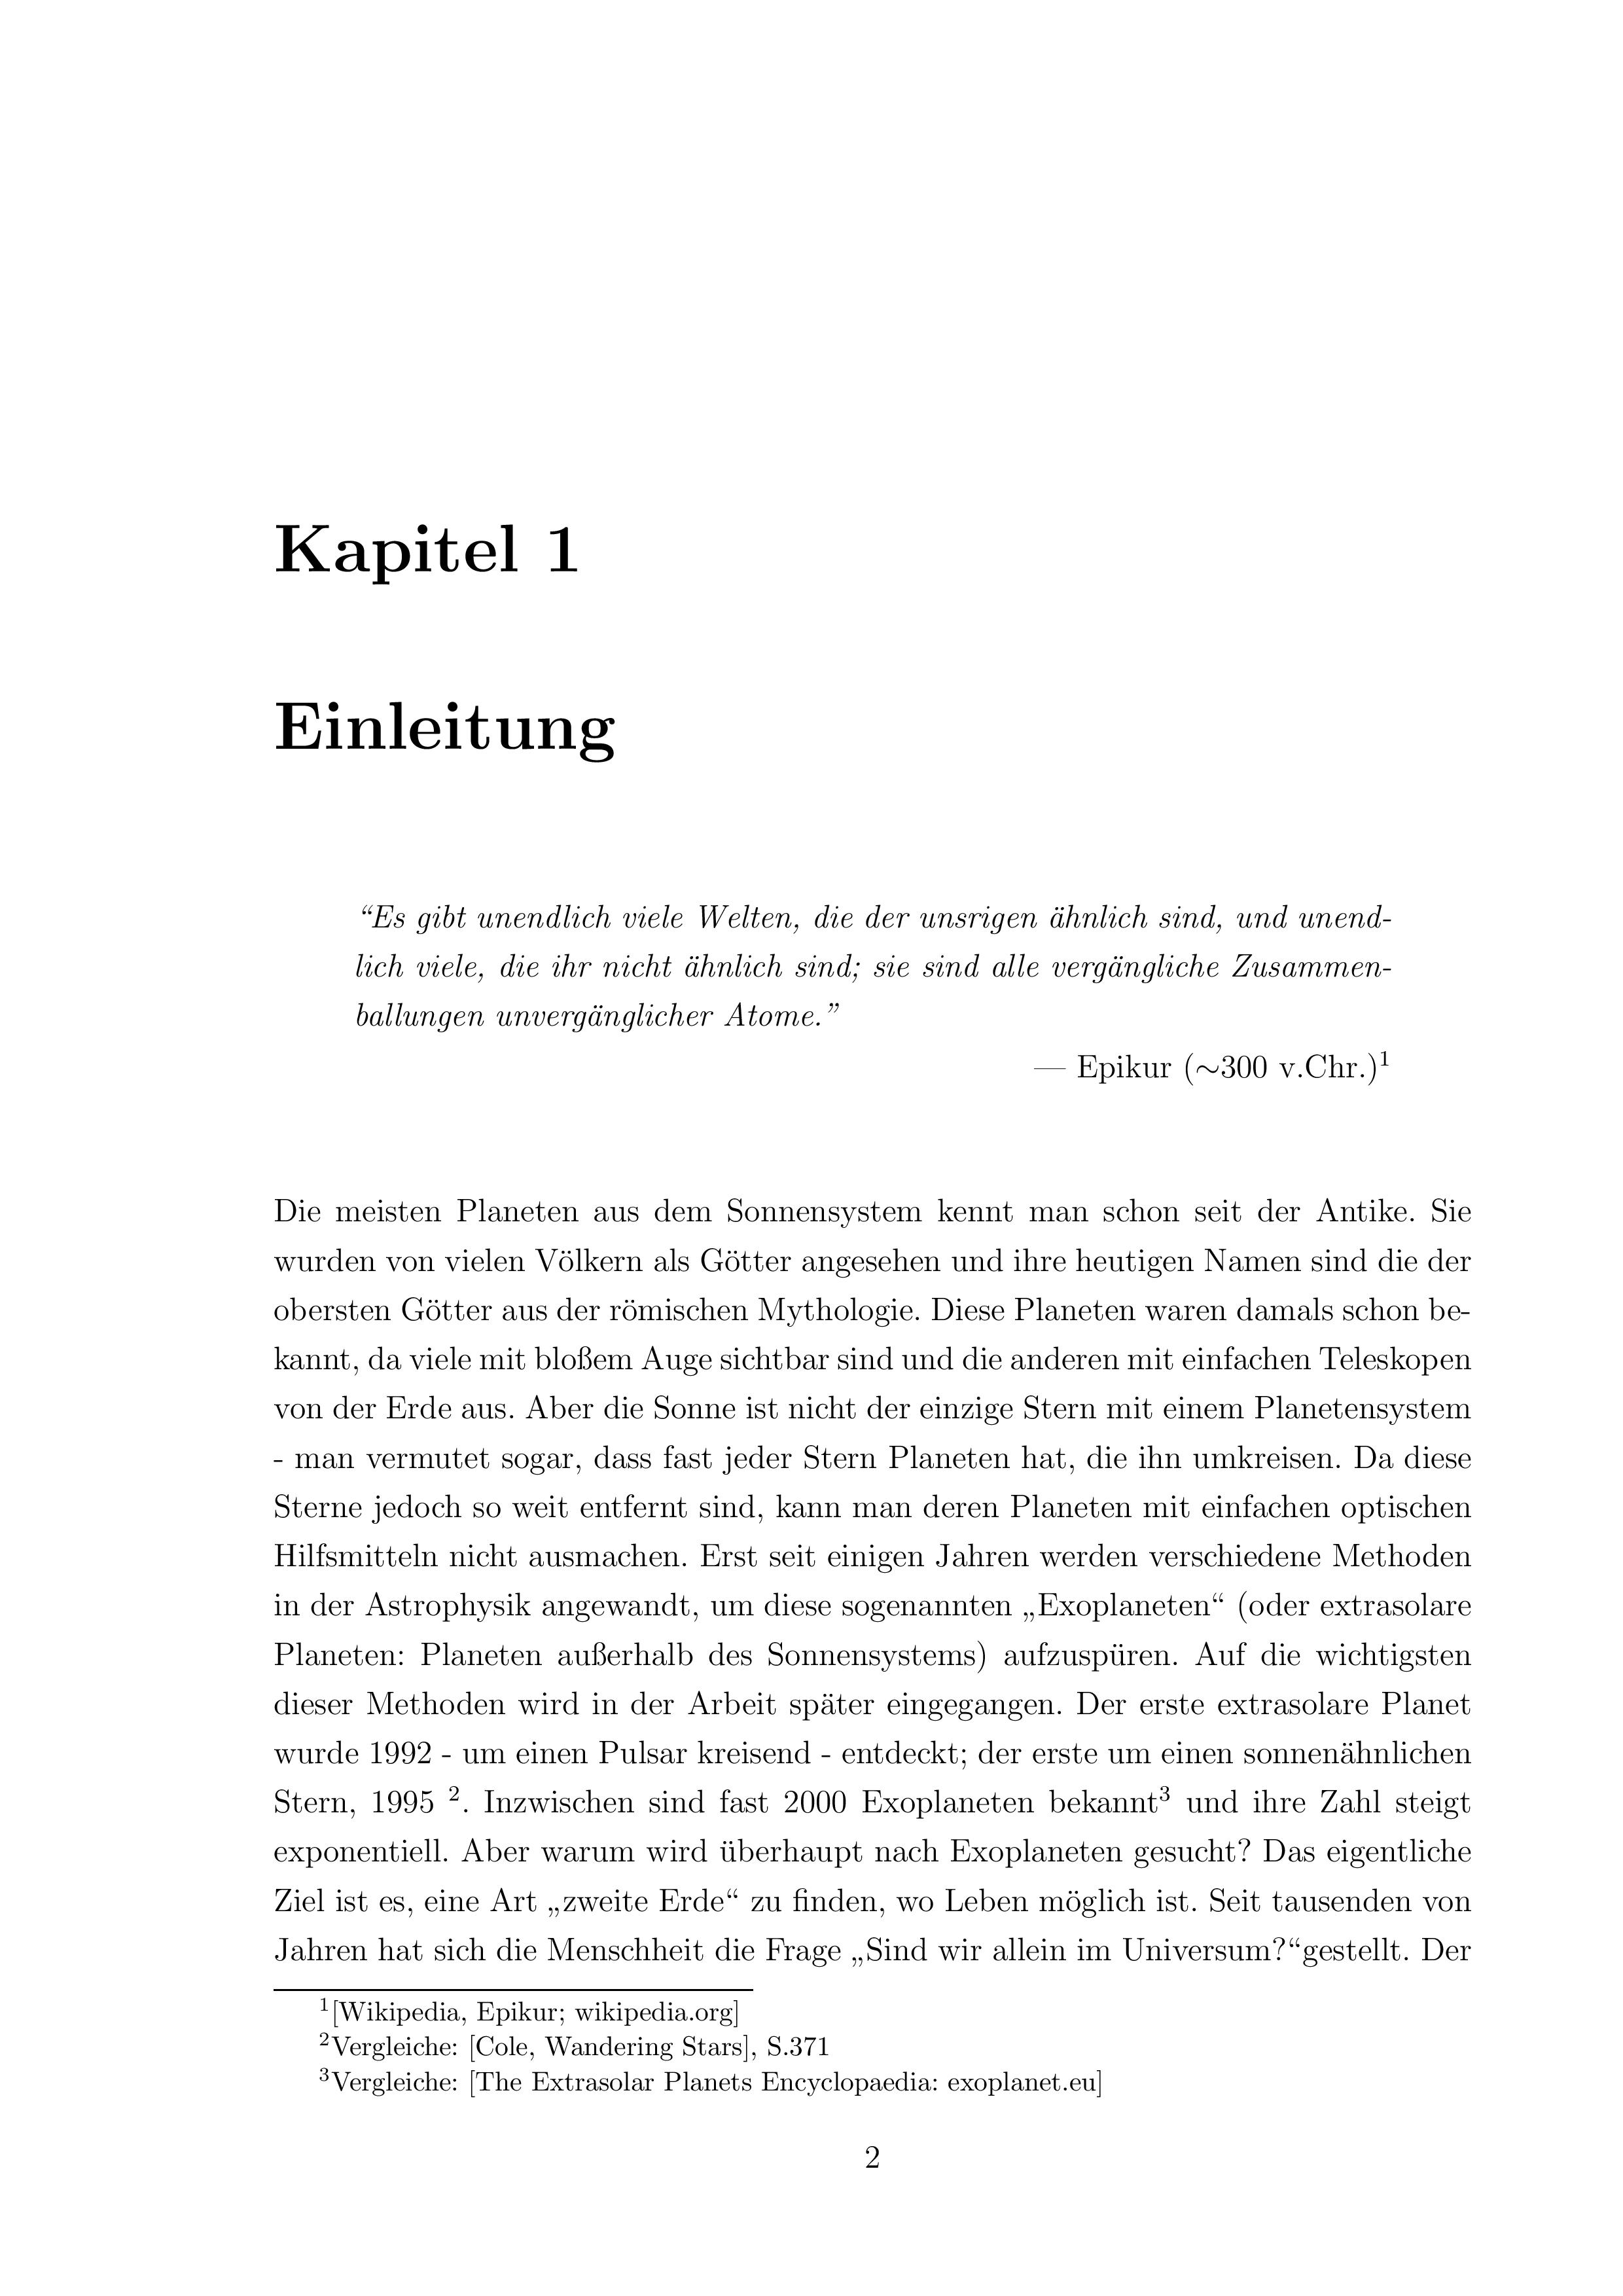 Kapitel 1
Einleitung
“Es gibt unendlich viele Welten, die der unsrigen ähnlich sind, und unend-
lich viele, die ihr nicht ähnlich sind; sie sind alle vergängliche Zusammen-
ballungen unvergänglicher Atome.”
— Epikur (∼300 v.Chr.)¹
Die meisten Planeten aus dem Sonnensystem kennt man schon seit der Antike. Sie
wurden von vielen Völkern als Götter angesehen und ihre heutigen Namen sind die der
obersten Götter aus der römischen Mythologie. Diese Planeten waren damals schon be-
kannt, da viele mit bloßem Auge sichtbar sind und die anderen mit einfachen Teleskopen
von der Erde aus. Aber die Sonne ist nicht der einzige Stern mit einem Planetensystem
- man vermutet sogar, dass fast jeder Stern Planeten hat, die ihn umkreisen. Da diese
Sterne jedoch so weit entfernt sind, kann man deren Planeten mit einfachen optischen
Hilfsmitteln nicht ausmachen. Erst seit einigen Jahren werden verschiedene Methoden
in der Astrophysik angewandt, um diese sogenannten „Exoplaneten“ (oder extrasolare
Planeten: Planeten außerhalb des Sonnensystems) aufzuspüren. Auf die wichtigsten
dieser Methoden wird in der Arbeit später eingegangen. Der erste extrasolare Planet
wurde 1992 - um einen Pulsar kreisend - entdeckt; der erste um einen sonnenähnlichen
Stern, 1995 ². Inzwischen sind fast 2000 Exoplaneten bekannt³ und ihre Zahl steigt
exponentiell. Aber warum wird überhaupt nach Exoplaneten gesucht? Das eigentliche
Ziel ist es, eine Art „zweite Erde“ zu finden, wo Leben möglich ist. Seit tausenden von
Jahren hat sich die Menschheit die Frage „Sind wir allein im Universum?“gestellt. Der
¹[Wikipedia, Epikur; wikipedia.org]
²Vergleiche: [Cole, Wandering Stars], S.371
³Vergleiche: [The Extrasolar Planets Encyclopaedia: exoplanet.eu]
2